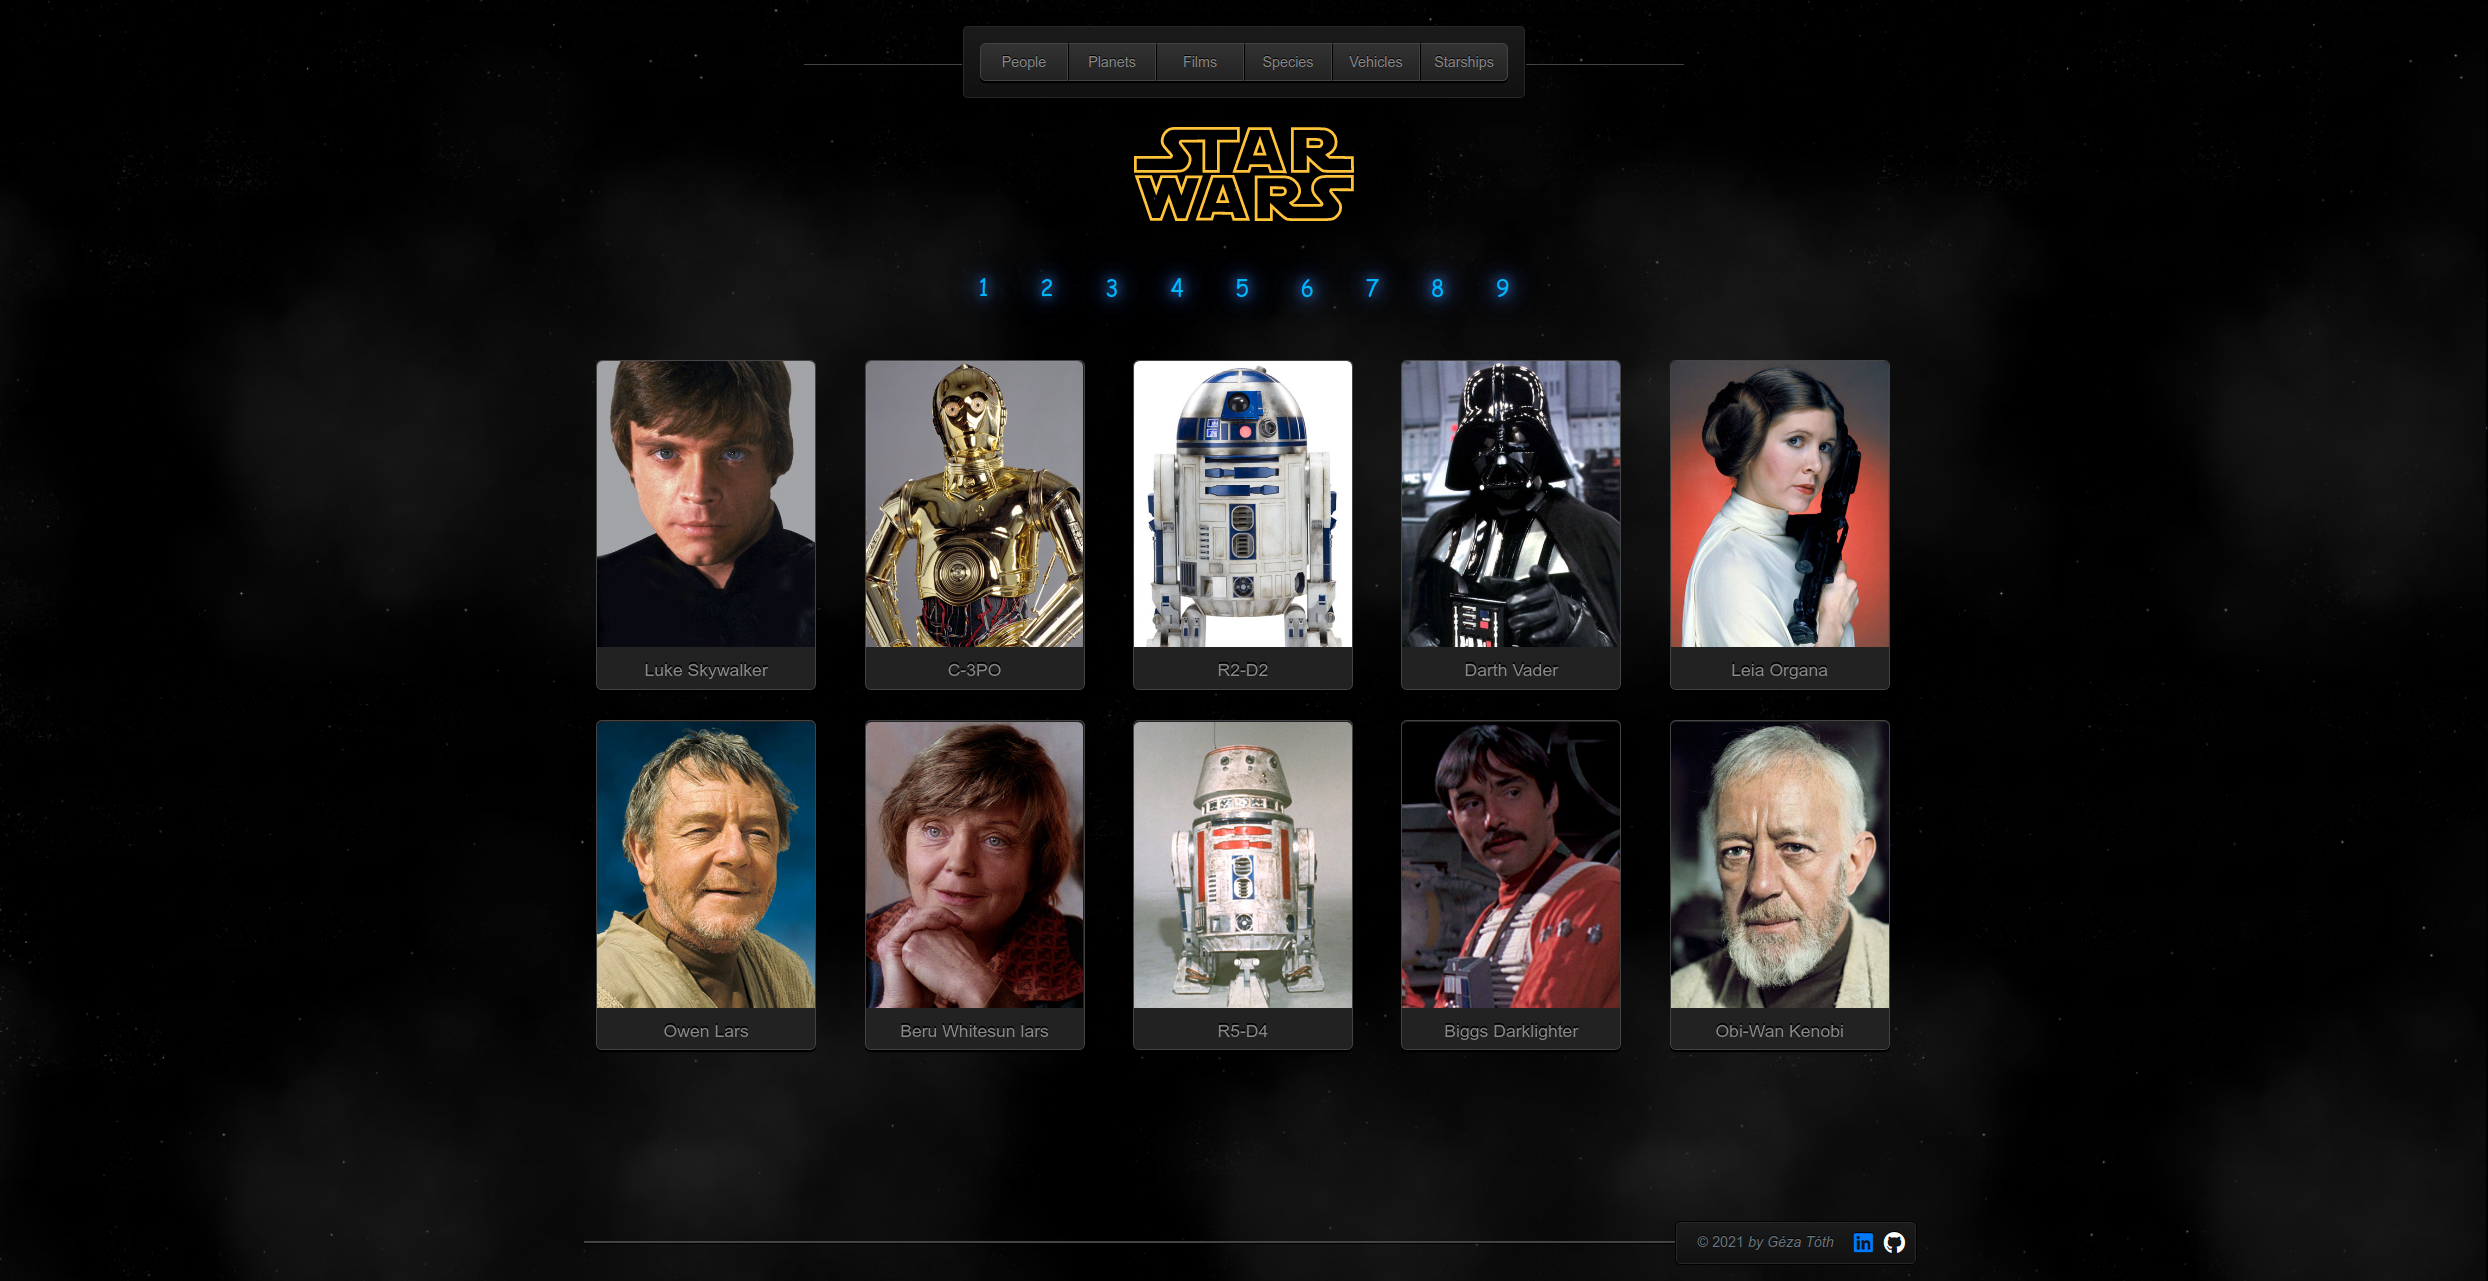 People Planets Films Species Vehicles Starships
STAR
WARS
1 2 3 4 5 6 7 8 9
Luke Skywalker C-3PO R2-D2 Darth Vader Leia Organa
Owen Lars Beru Whitesun lars R5-D4 Biggs Darklighter Obi-Wan Kenobi
© 2021 by Géza Tóth in